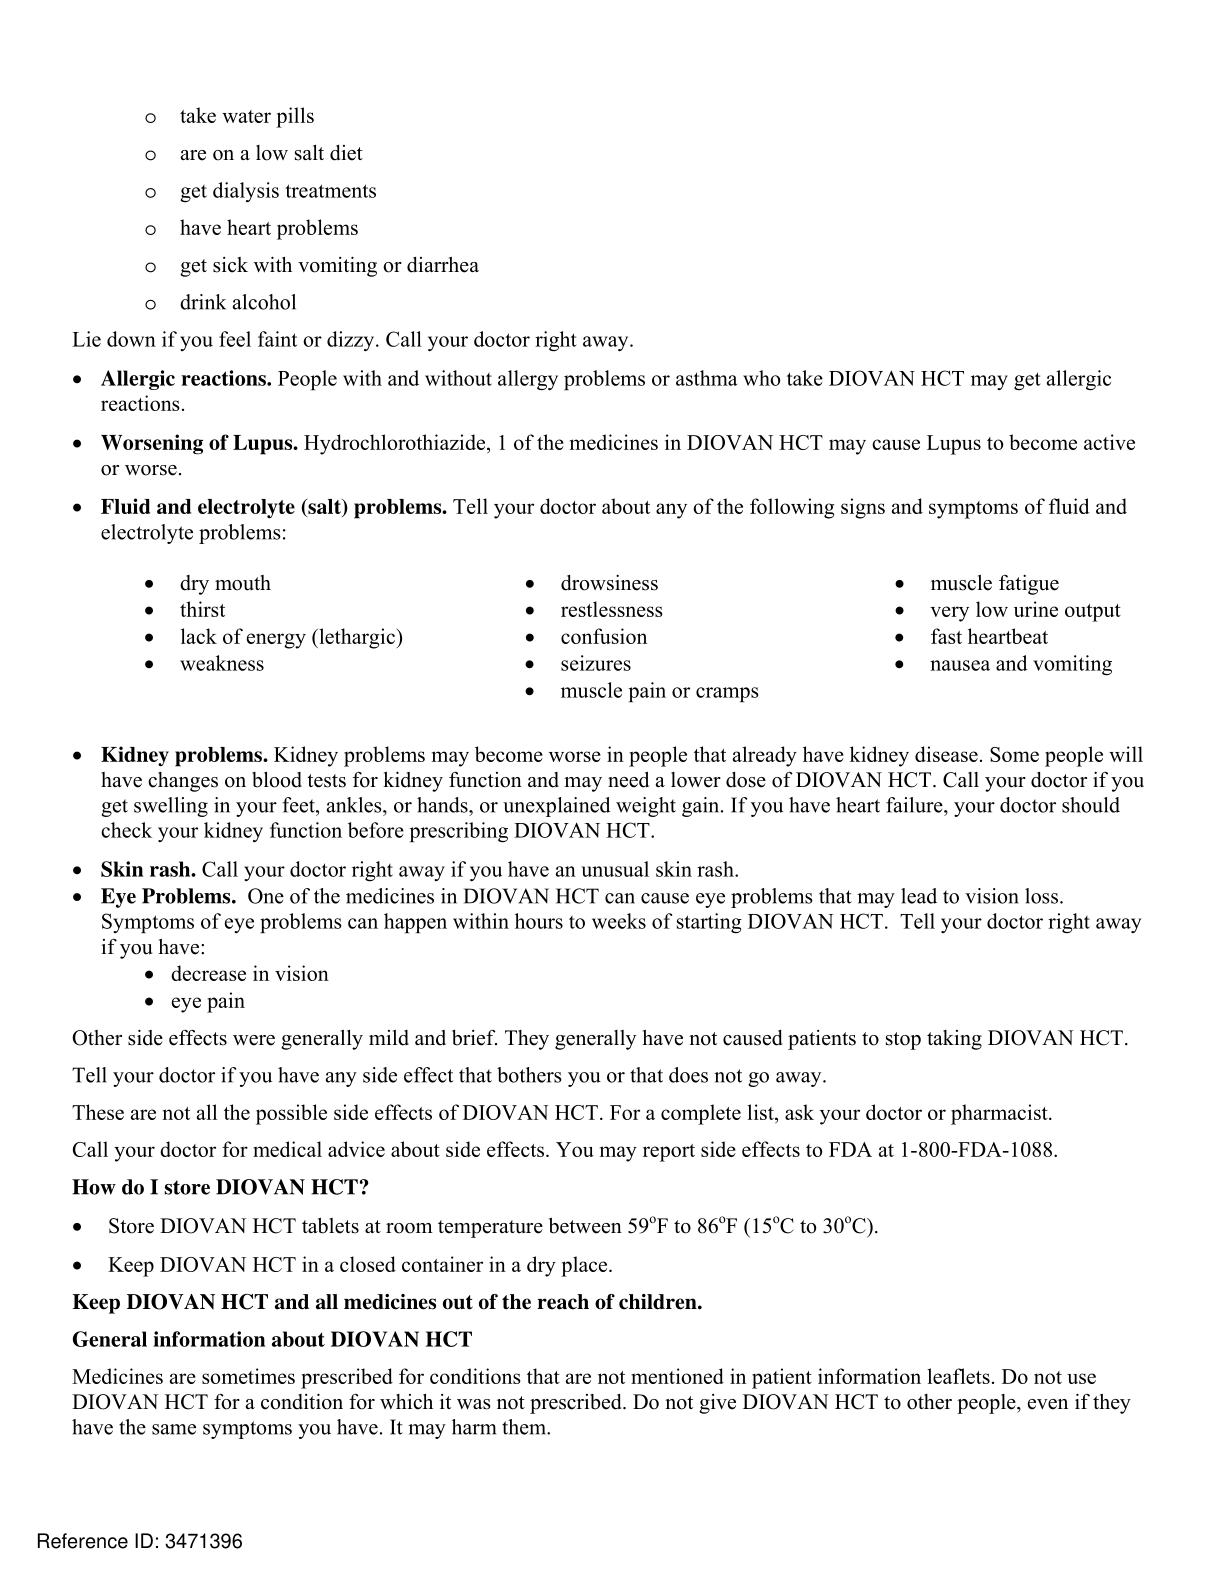 o take water pills
o are on a low salt diet
o get dialysis treatments
o have heart problems
o get sick with vomiting or diarrhea
o drink alcohol
Lie down if you feel faint or dizzy. Call your doctor right away.
• Allergic reactions. People with and without allergy problems or asthma who take DIOVAN HCT may get allergic
reactions.
• Worsening of Lupus. Hydrochlorothiazide, 1 of the medicines in DIOVAN HCT may cause Lupus to become active
or worse.
• Fluid and electrolyte (salt) problems. Tell your doctor about any of the following signs and symptoms of fluid and
electrolyte problems:
• dry mouth
• thirst
• lack of energy (lethargic)
• weakness
• drowsiness
• restlessness
• confusion
• seizures
• muscle pain or cramps
• muscle fatigue
• very low urine output
• fast heartbeat
• nausea and vomiting
• Kidney problems. Kidney problems may become worse in people that already have kidney disease. Some people will
have changes on blood tests for kidney function and may need a lower dose of DIOVAN HCT. Call your doctor if you
get swelling in your feet, ankles, or hands, or unexplained weight gain. If you have heart failure, your doctor should
check your kidney function before prescribing DIOVAN HCT.
• Skin rash. Call your doctor right away if you have an unusual skin rash.
• Eye Problems. One of the medicines in DIOVAN HCT can cause eye problems that may lead to vision loss.
Symptoms of eye problems can happen within hours to weeks of starting DIOVAN HCT. Tell your doctor right away
if you have:
• decrease in vision
• eye pain
Other side effects were generally mild and brief. They generally have not caused patients to stop taking DIOVAN HCT.
Tell your doctor if you have any side effect that bothers you or that does not go away.
These are not all the possible side effects of DIOVAN HCT. For a complete list, ask your doctor or pharmacist.
Call your doctor for medical advice about side effects. You may report side effects to FDA at 1-800-FDA-1088.
How do I store DIOVAN HCT?
• Store DIOVAN HCT tablets at room temperature between 59ºF to 86ºF (15ºC to 30ºC).
• Keep DIOVAN HCT in a closed container in a dry place.
Keep DIOVAN HCT and all medicines out of the reach of children.
General information about DIOVAN HCT
Medicines are sometimes prescribed for conditions that are not mentioned in patient information leaflets. Do not use
DIOVAN HCT for a condition for which it was not prescribed. Do not give DIOVAN HCT to other people, even if they
have the same symptoms you have. It may harm them.
Reference ID: 3471396